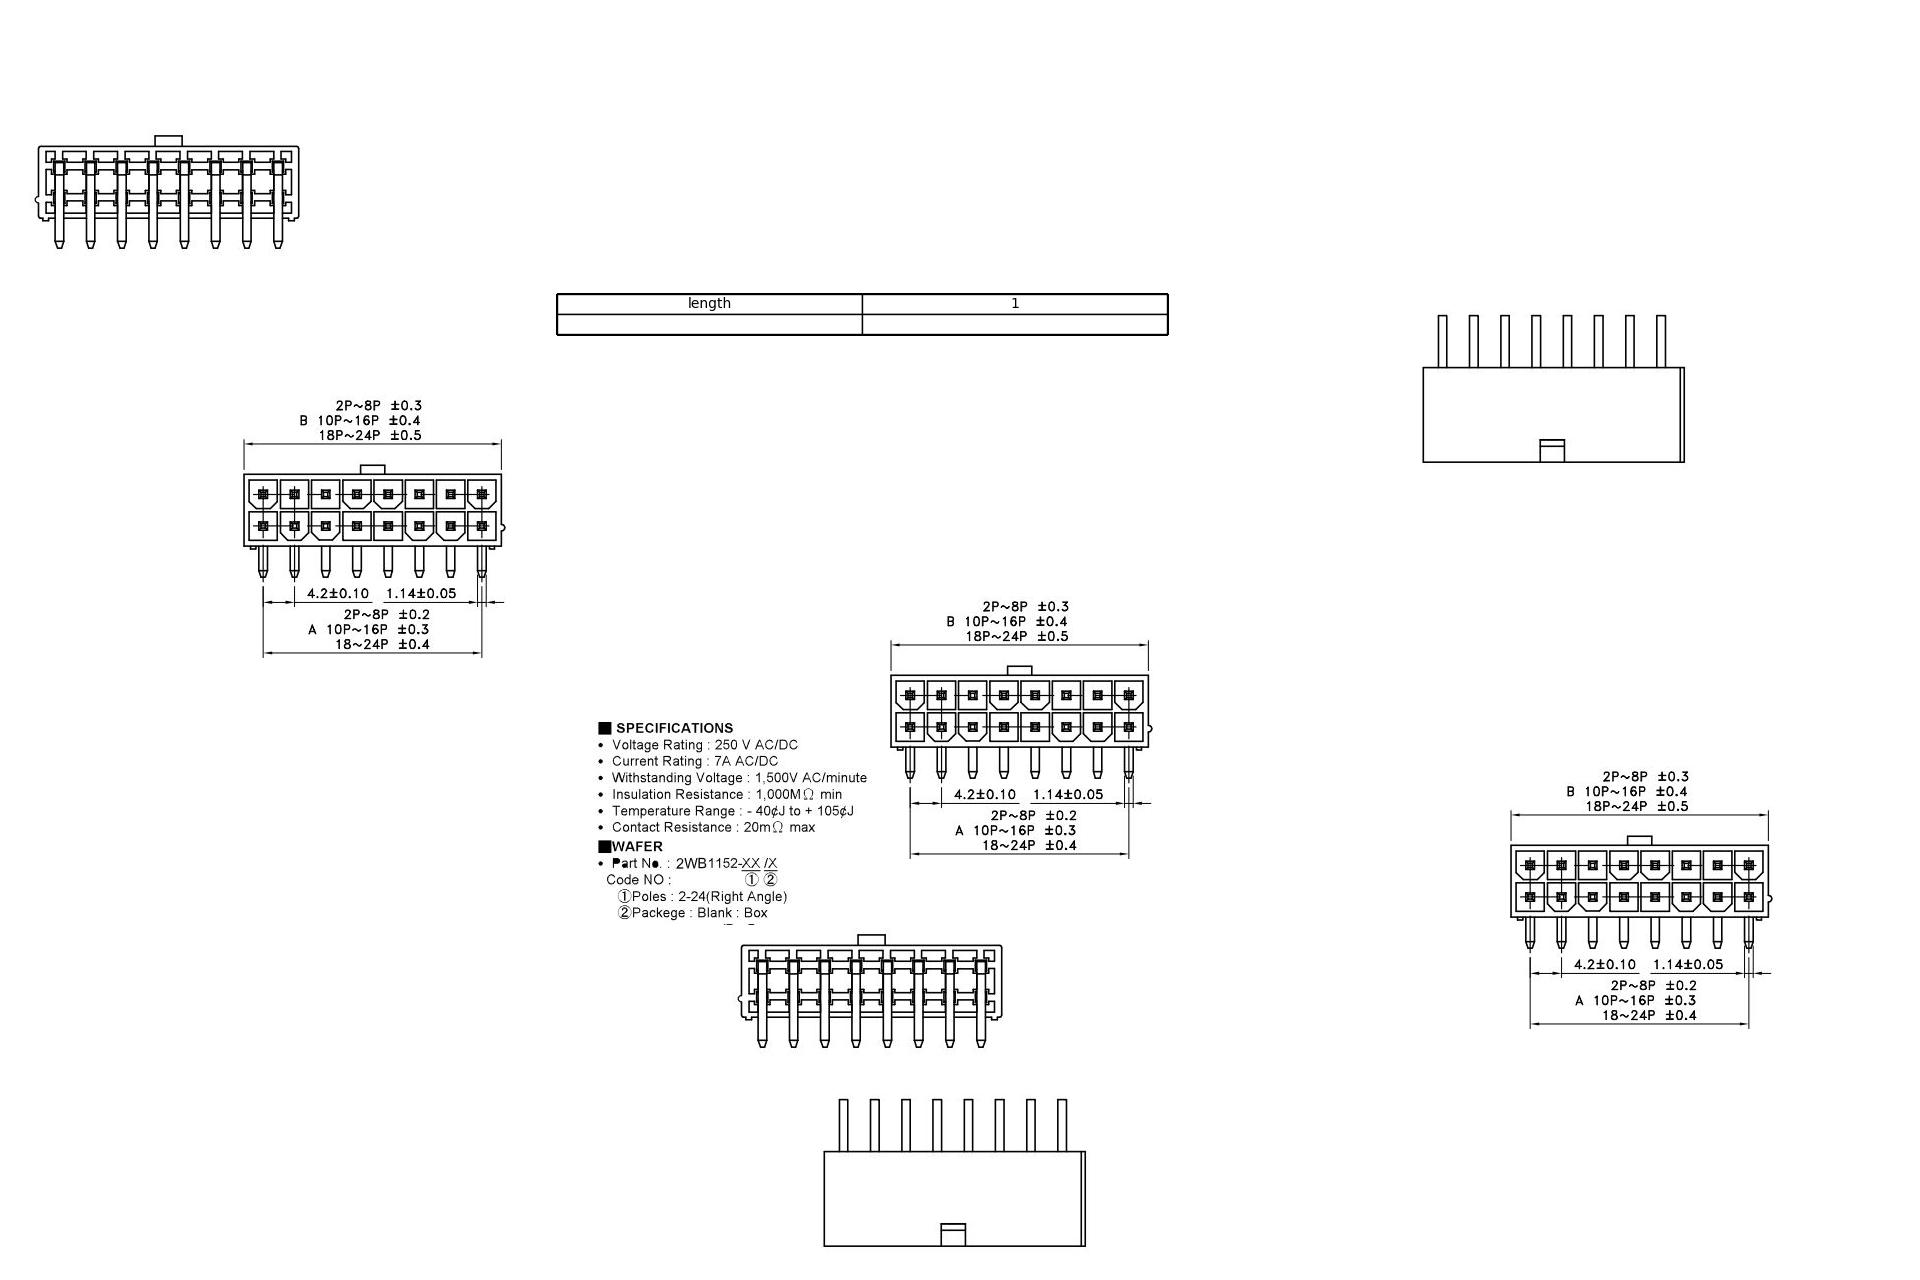 length 1
2P~8P ±0.3
B 10P~16P ±0.4
18P~24P ±0.5
4.2±0.10 1.14±0.05
2P~8P ±0.2
A 10P~16P ±0.3
18~24P ±0.4
2P~8P ±0.3
B 10P~16P ±0.4
18P~24P ±0.5
4.2±0.10 1.14±0.05
2P~8P ±0.2
A 10P~16P ±0.3
18~24P ±0.4
■ SPECIFICATIONS
• Voltage Rating : 250 V AC/DC
• Current Rating : 7A AC/DC
• Withstanding Voltage : 1,500V AC/minute
• Insulation Resistance : 1,000MΩ min
• Temperature Range : - 40¢J to + 105¢J
• Contact Resistance : 20mΩ max
■WAFER
• Part No. : 2WB1152-XX /X
Code NO : ① ②
①Poles : 2-24(Right Angle)
②Packege : Blank : Box
2P~8P ±0.3
B 10P~16P ±0.4
18P~24P ±0.5
4.2±0.10 1.14±0.05
2P~8P ±0.2
A 10P~16P ±0.3
18~24P ±0.4